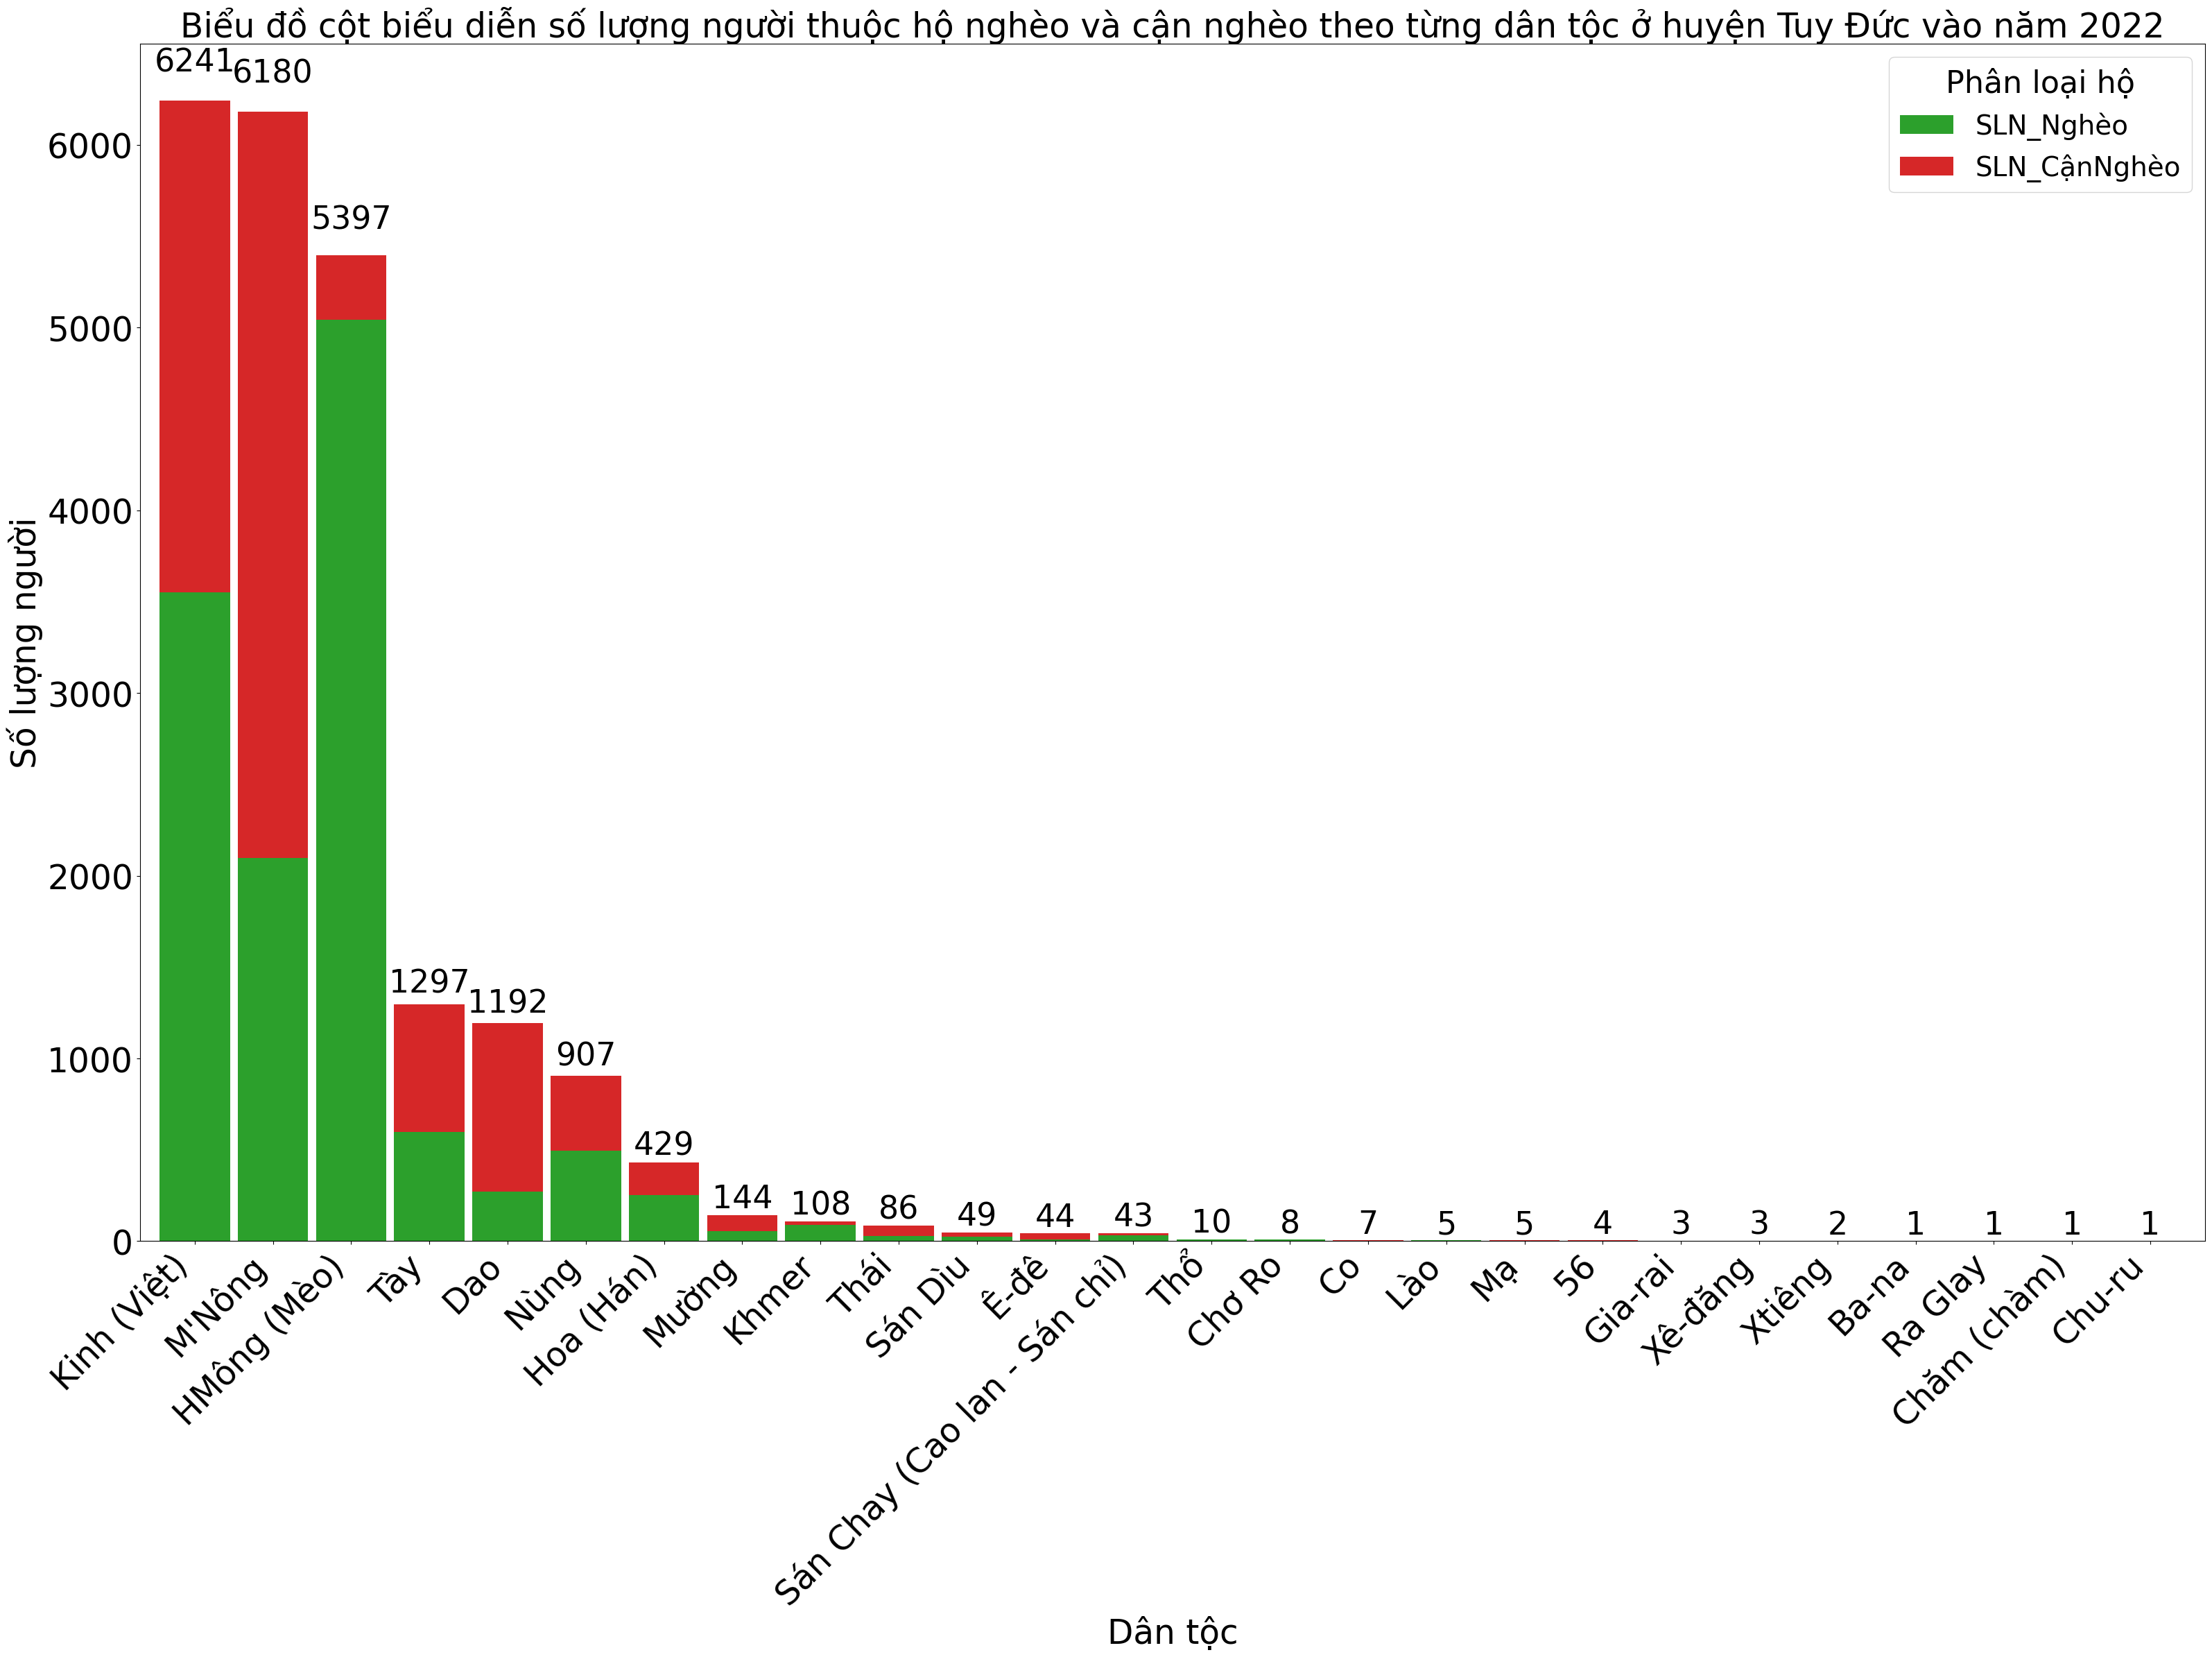 Biểu đồ cột biểu diễn số lượng người thuộc hộ nghèo và cận nghèo theo từng dân tộc ở huyện Tuy Đức vào năm 2022
Phân loại hộ
SLN_Nghèo
SLN_CậnNghèo
Số lượng người
6000
5000
4000
3000
2000
1000
0
6241
6180
5397
1297
1192
907
429
144
108
86
49
44
43
10
8
7
5
5
4
3
3
2
1
1
1
1
Kinh (Việt)
M'Nông
HMông (Mèo)
Tày
Dao
Nùng
Hoa (Hán)
Mường
Khmer
Thái
Sán Dìu
Ê-đê
Sán Chay (Cao lan - Sán chỉ)
Thổ
Chơ Ro
Co
Lào
Mạ
56
Gia-rai
Xê-đăng
Xtiêng
Ba-na
Ra Glay
Chăm (chàm)
Chu-ru
Dân tộc